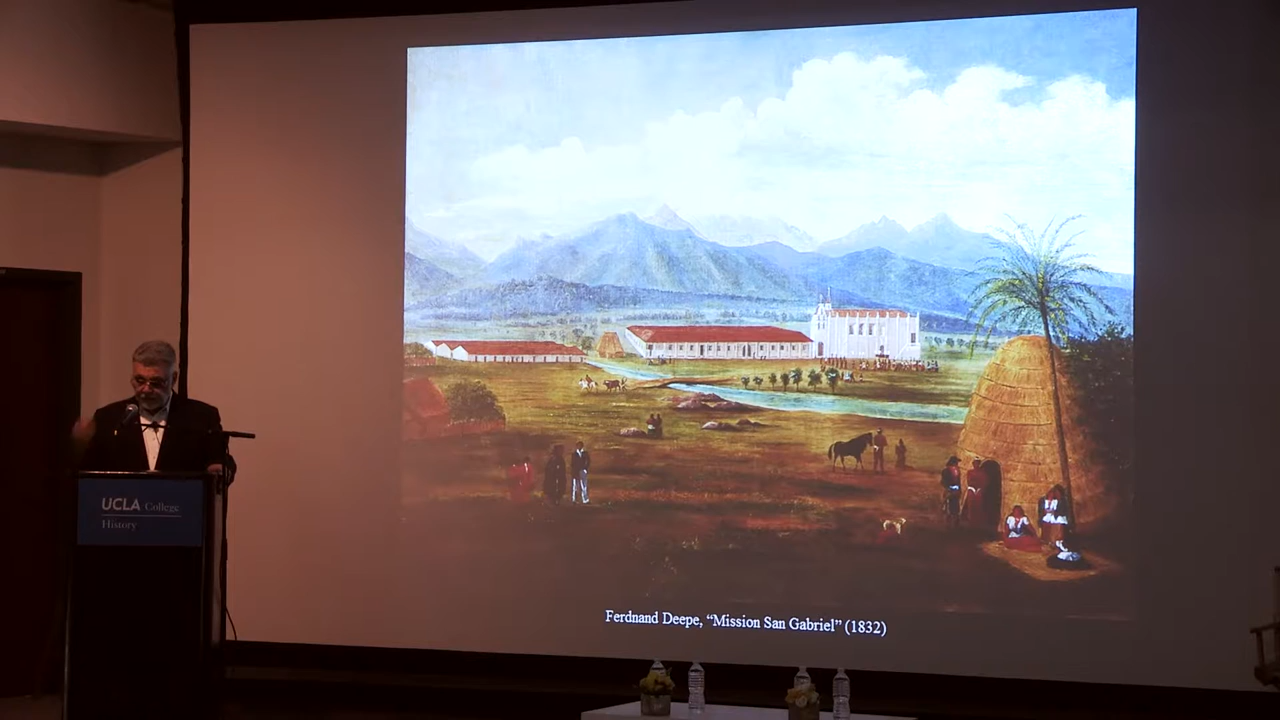 UCLA College
History
Ferdnand Deepe, “Mission San Gabriel” (1832)